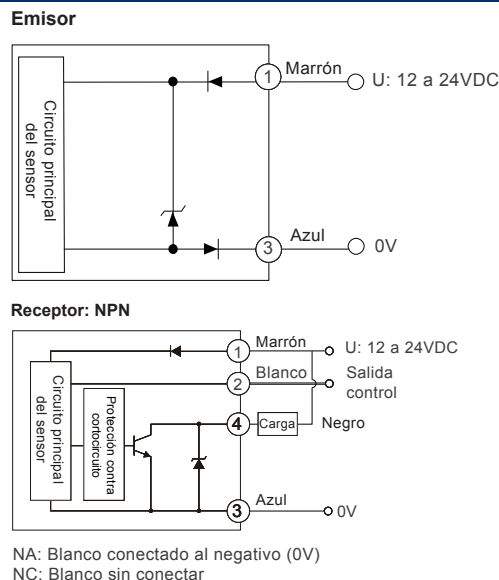 Emisor
Circuito principal
del sensor
1
Marrón
U: 12 a 24VDC
3
Azul
0V
Receptor: NPN
Circuito principal
del sensor
Protección contra
cortocircuito
1
Marrón
U: 12 a 24VDC
2
Blanco
Salida
control
4
Carga
Negro
3
Azul
0V
NA: Blanco conectado al negativo (0V)
NC: Blanco sin conectar